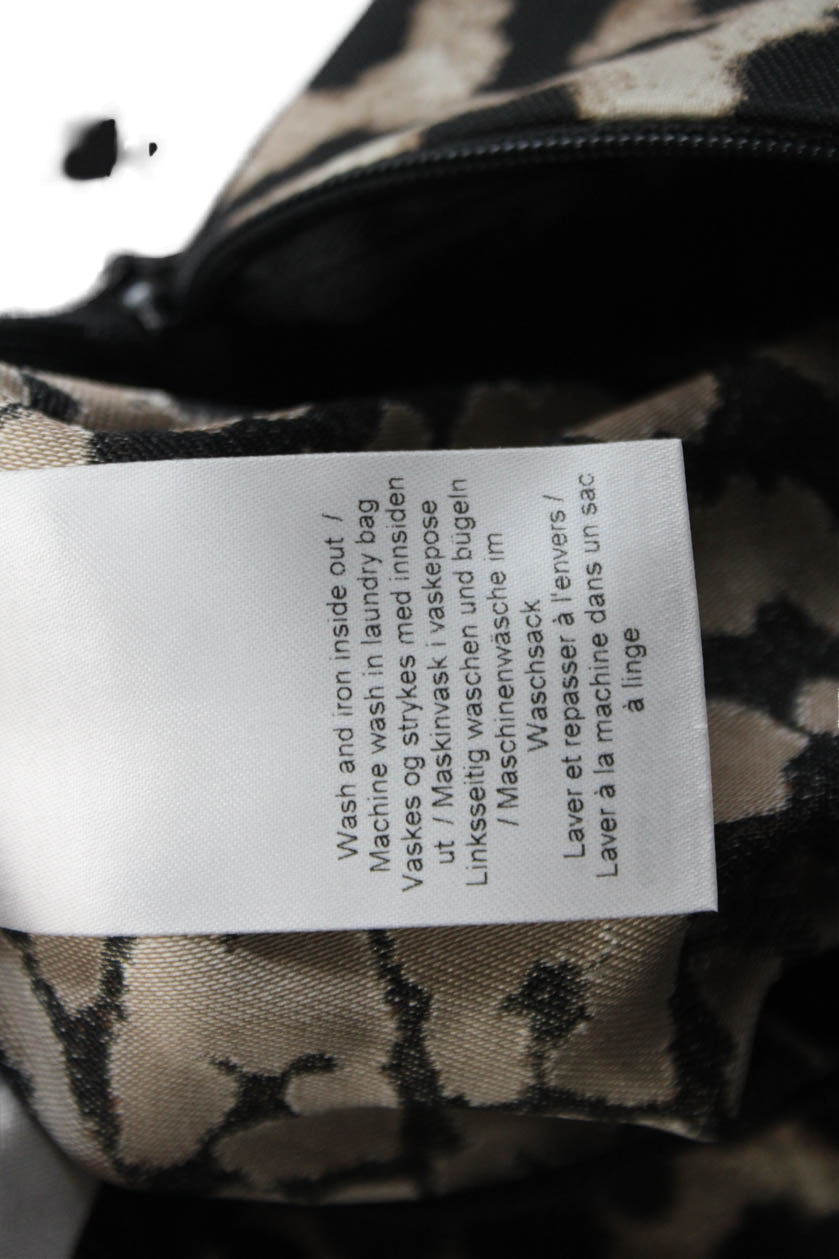 Wash and iron inside out /
Machine wash in laundry bag
Vaskes og strykes med innsiden
ut / Maskinvask i vaskepose
Linksseitig waschen und bügeln
/ Maschinenwäsche im
Waschsack
Laver et repasser à l'envers /
Laver à la machine dans un sac
à linge